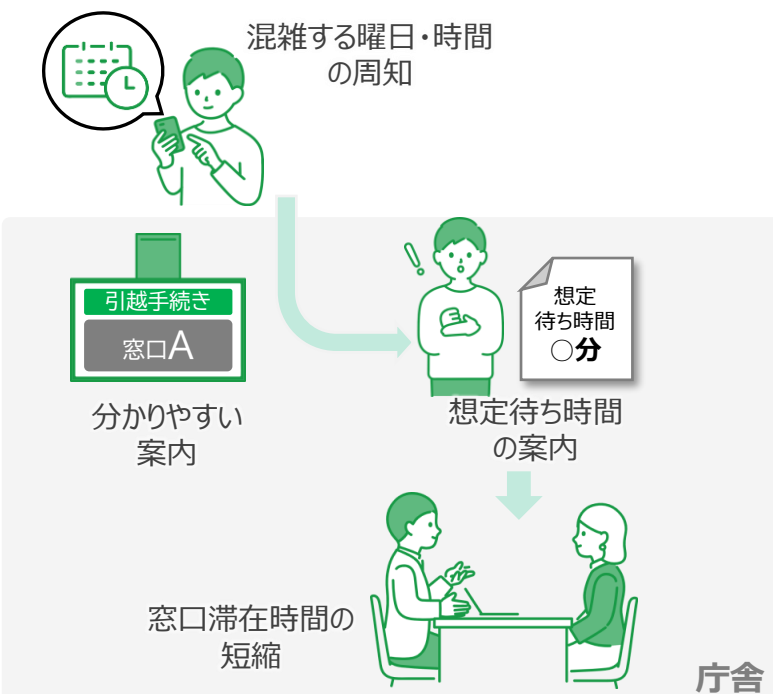 混雑する曜日・時間
の周知
引越手続き
窓口A
分かりやすい
案内
想定
待ち時間
○分
想定待ち時間
の案内
窓口滞在時間の
短縮
庁舎